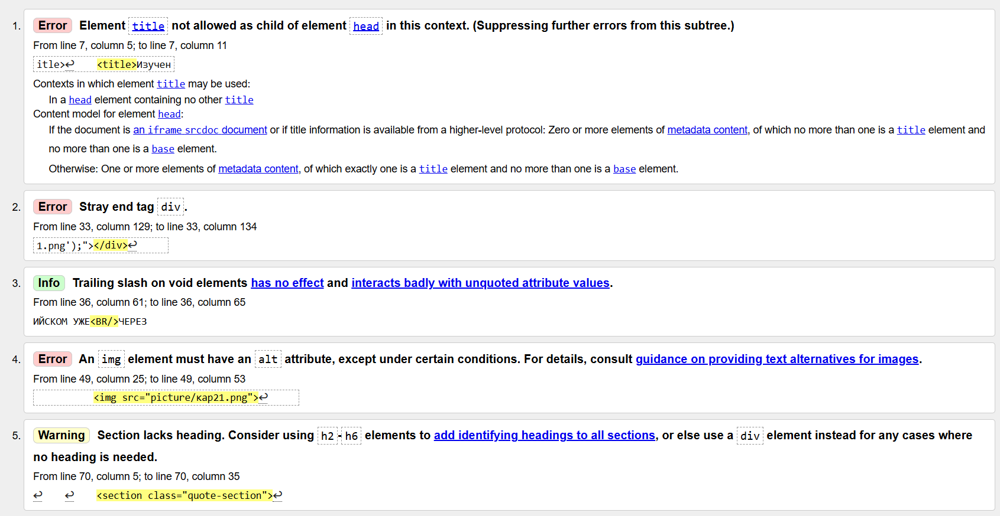 1. Error Element title not allowed as child of element head in this context. (Suppressing further errors from this subtree.)
From line 7, column 5; to line 7, column 11
itle>↩    <title>Изучен
Contexts in which element title may be used:
In a head element containing no other title
Content model for element head:
If the document is an iframe srcdoc document or if title information is available from a higher-level protocol: Zero or more elements of metadata content, of which no more than one is a title element and
no more than one is a base element.
Otherwise: One or more elements of metadata content, of which exactly one is a title element and no more than one is a base element.
2. Error Stray end tag div.
From line 33, column 129; to line 33, column 134
1.png');"></div>↩
3. Info Trailing slash on void elements has no effect and interacts badly with unquoted attribute values.
From line 36, column 61; to line 36, column 65
ИЙСКОМ УЖЕ<BR/>ЧЕРЕЗ
4. Error An img element must have an alt attribute, except under certain conditions. For details, consult guidance on providing text alternatives for images.
From line 49, column 25; to line 49, column 53
<img src="picture/кар21.png">↩
5. Warning Section lacks heading. Consider using h2-h6 elements to add identifying headings to all sections, or else use a div element instead for any cases where
no heading is needed.
From line 70, column 5; to line 70, column 35
↩    ↩    <section class="quote-section">↩